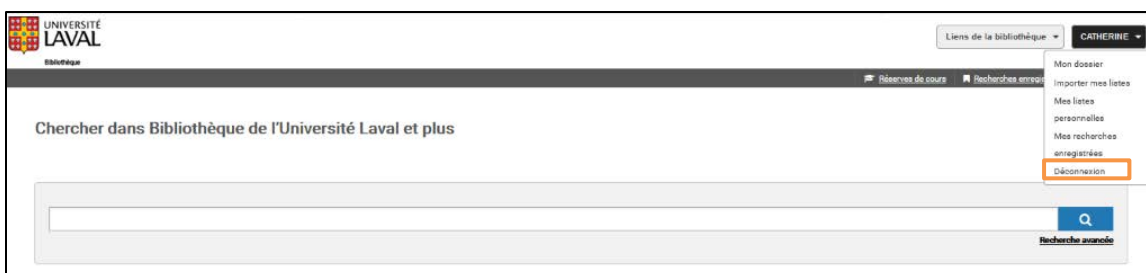 UNIVERSITÉ
LAVAL
Bibliothèque
Liens de la bibliothèque
CATHERINE
Mon dossier
Importer mes listes
Mes listes
personnelles
Mes recherches
enregistrées
Déconnexion
Réserves de cours
Recherches enregis
Chercher dans Bibliothèque de l'Université Laval et plus
Recherche avancée